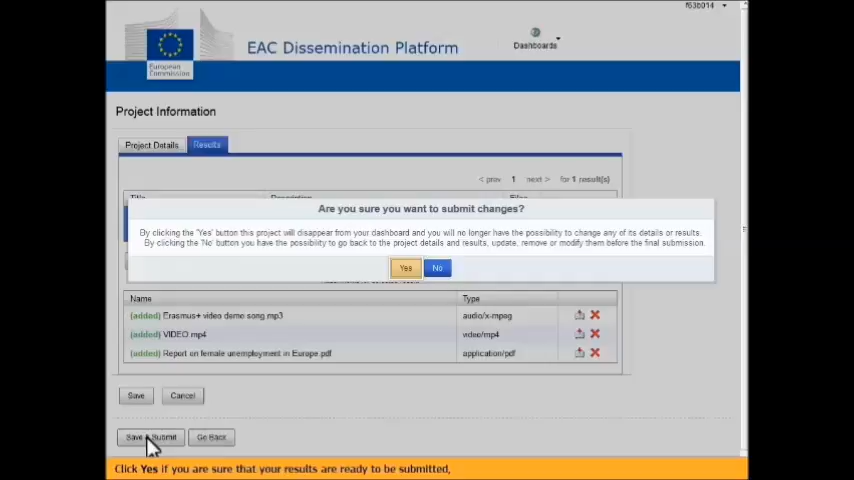 f63b014
European
Commission
EAC Dissemination Platform
Dashboards
Project Information
Project Details
Results
< prev 1 next > for 1 result(s)
Title Description Files
Are you sure you want to submit changes?
By clicking the 'Yes' button this project will disappear from your dashboard and you will no longer have the possibility to change any of its details or results.
By clicking the 'No' button you have the possibility to go back to the project details and results, update, remove or modify them before the final submission.
Yes No
Name Type
(added) Erasmus+ video demo song.mp3 audio/x-mpeg
(added) VIDEO.mp4 video/mp4
(added) Report on female unemployment in Europe.pdf application/pdf
Save Cancel
Save & Submit Go Back
Click Yes if you are sure that your results are ready to be submitted,